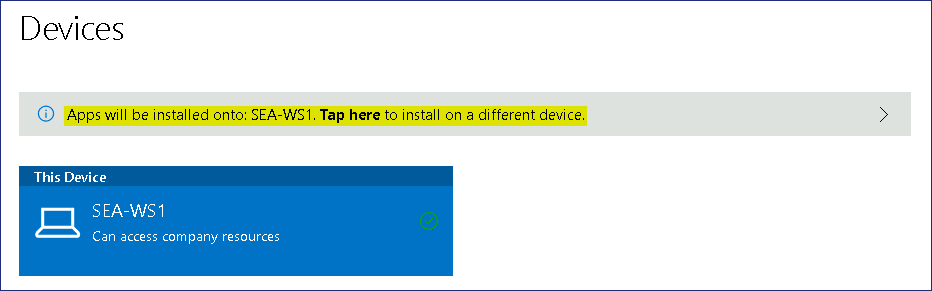 Devices
Apps will be installed onto: SEA-WS1. Tap here to install on a different device.
This Device
SEA-WS1
Can access company resources